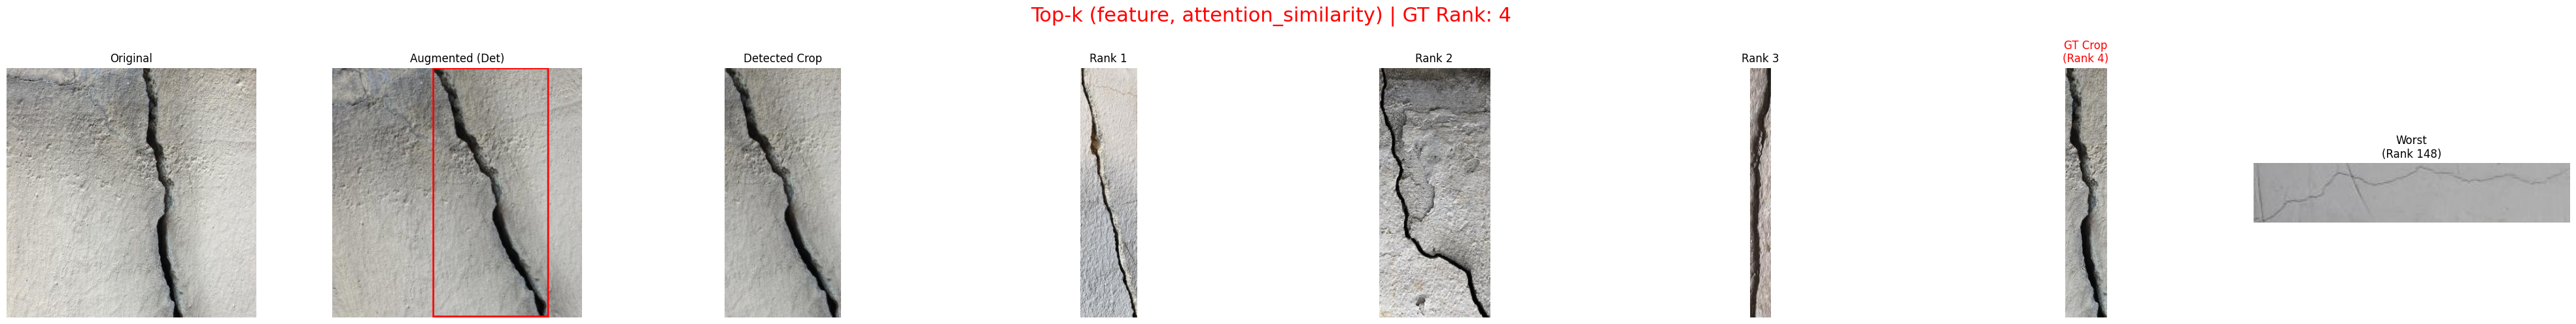 Top-k (feature, attention_similarity) | GT Rank: 4
Original
Augmented (Det)
Detected Crop
Rank 1
Rank 2
Rank 3
GT Crop
(Rank 4)
Worst
(Rank 148)